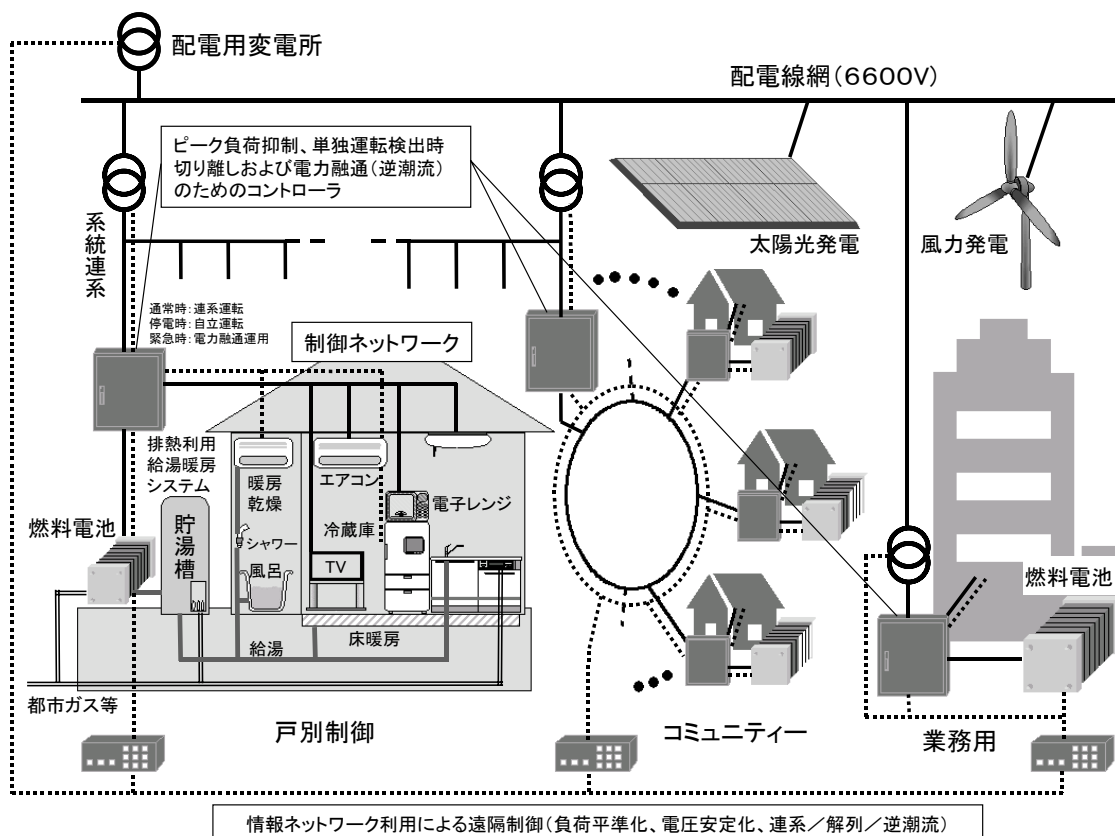 配電用変電所
配電線網(6600V)
ピーク負荷抑制、単独運転検出時
切り離しおよび電力融通(逆潮流)
のためのコントローラ
系統連系
太陽光発電
風力発電
通常時:連系運転
停電時:自立運転
緊急時:電力融通運用
制御ネットワーク
排熱利用
給湯暖房
システム
暖房
乾燥
エアコン
電子レンジ
燃料電池
貯湯槽
シャワー
冷蔵庫
風呂
TV
燃料電池
給湯
床暖房
都市ガス等
戸別制御
コミュニティー
業務用
情報ネットワーク利用による遠隔制御(負荷平準化、電圧安定化、連系/解列/逆潮流)